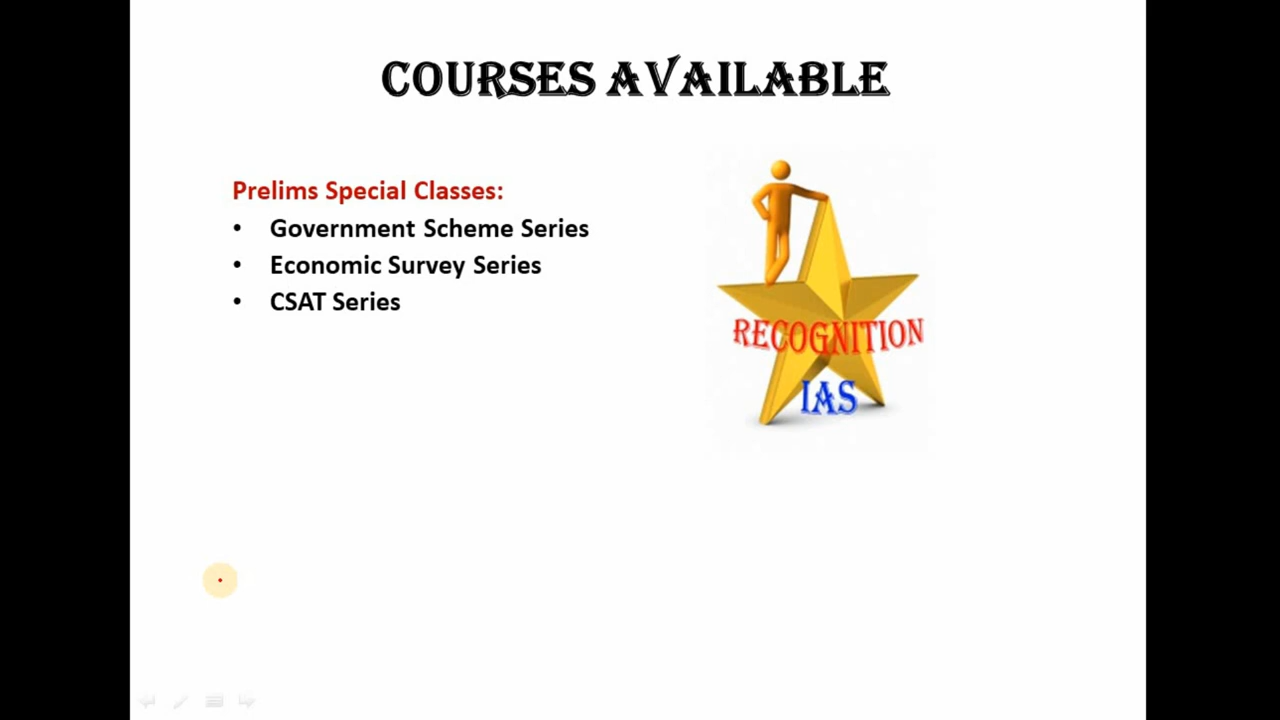 COURSES AVAILABLE
Prelims Special Classes:
• Government Scheme Series
• Economic Survey Series
• CSAT Series
RECOGNITION
IAS